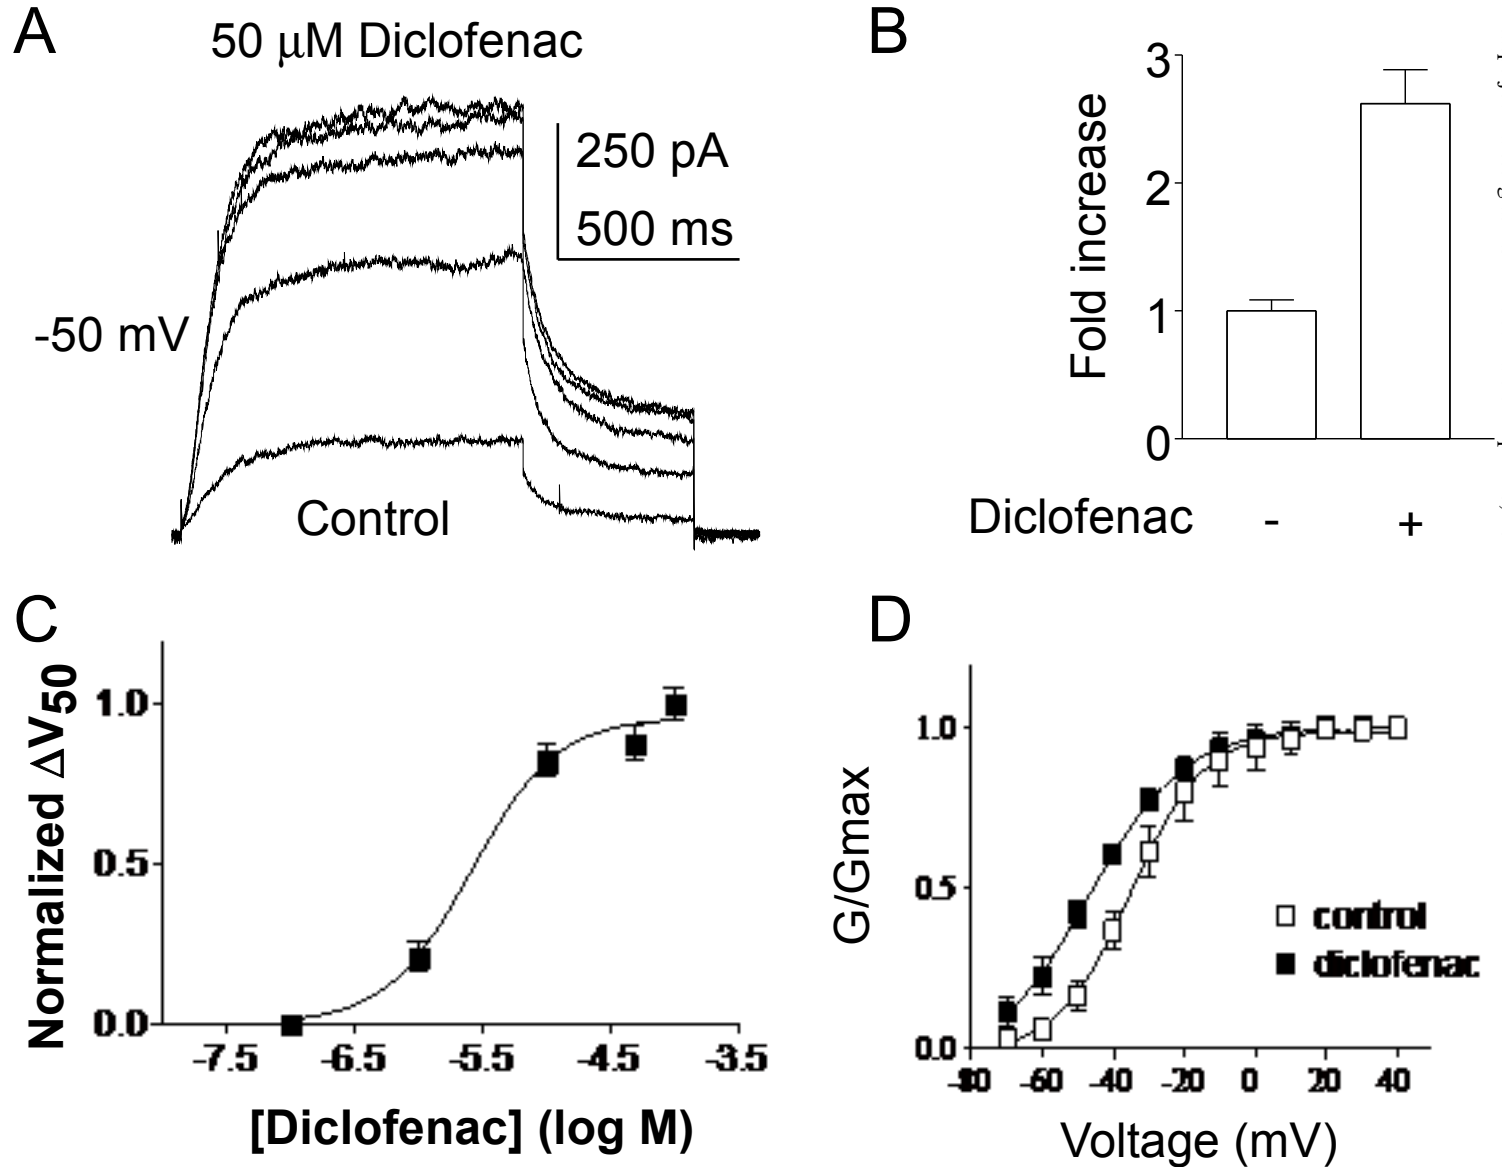 A
50 μM Diclofenac
250 pA
500 ms
-50 mV
Control
B
3
2
1
0
Fold increase
Diclofenac - +
C
1.0
0.5
0.0
Normalized ΔV50
-7.5 -6.5 -5.5 -4.5 -3.5
[Diclofenac] (log M)
D
1.0
0.5
0.0
G/Gmax
control
diclofenac
-80 -60 -40 -20 0 20 40
Voltage (mV)